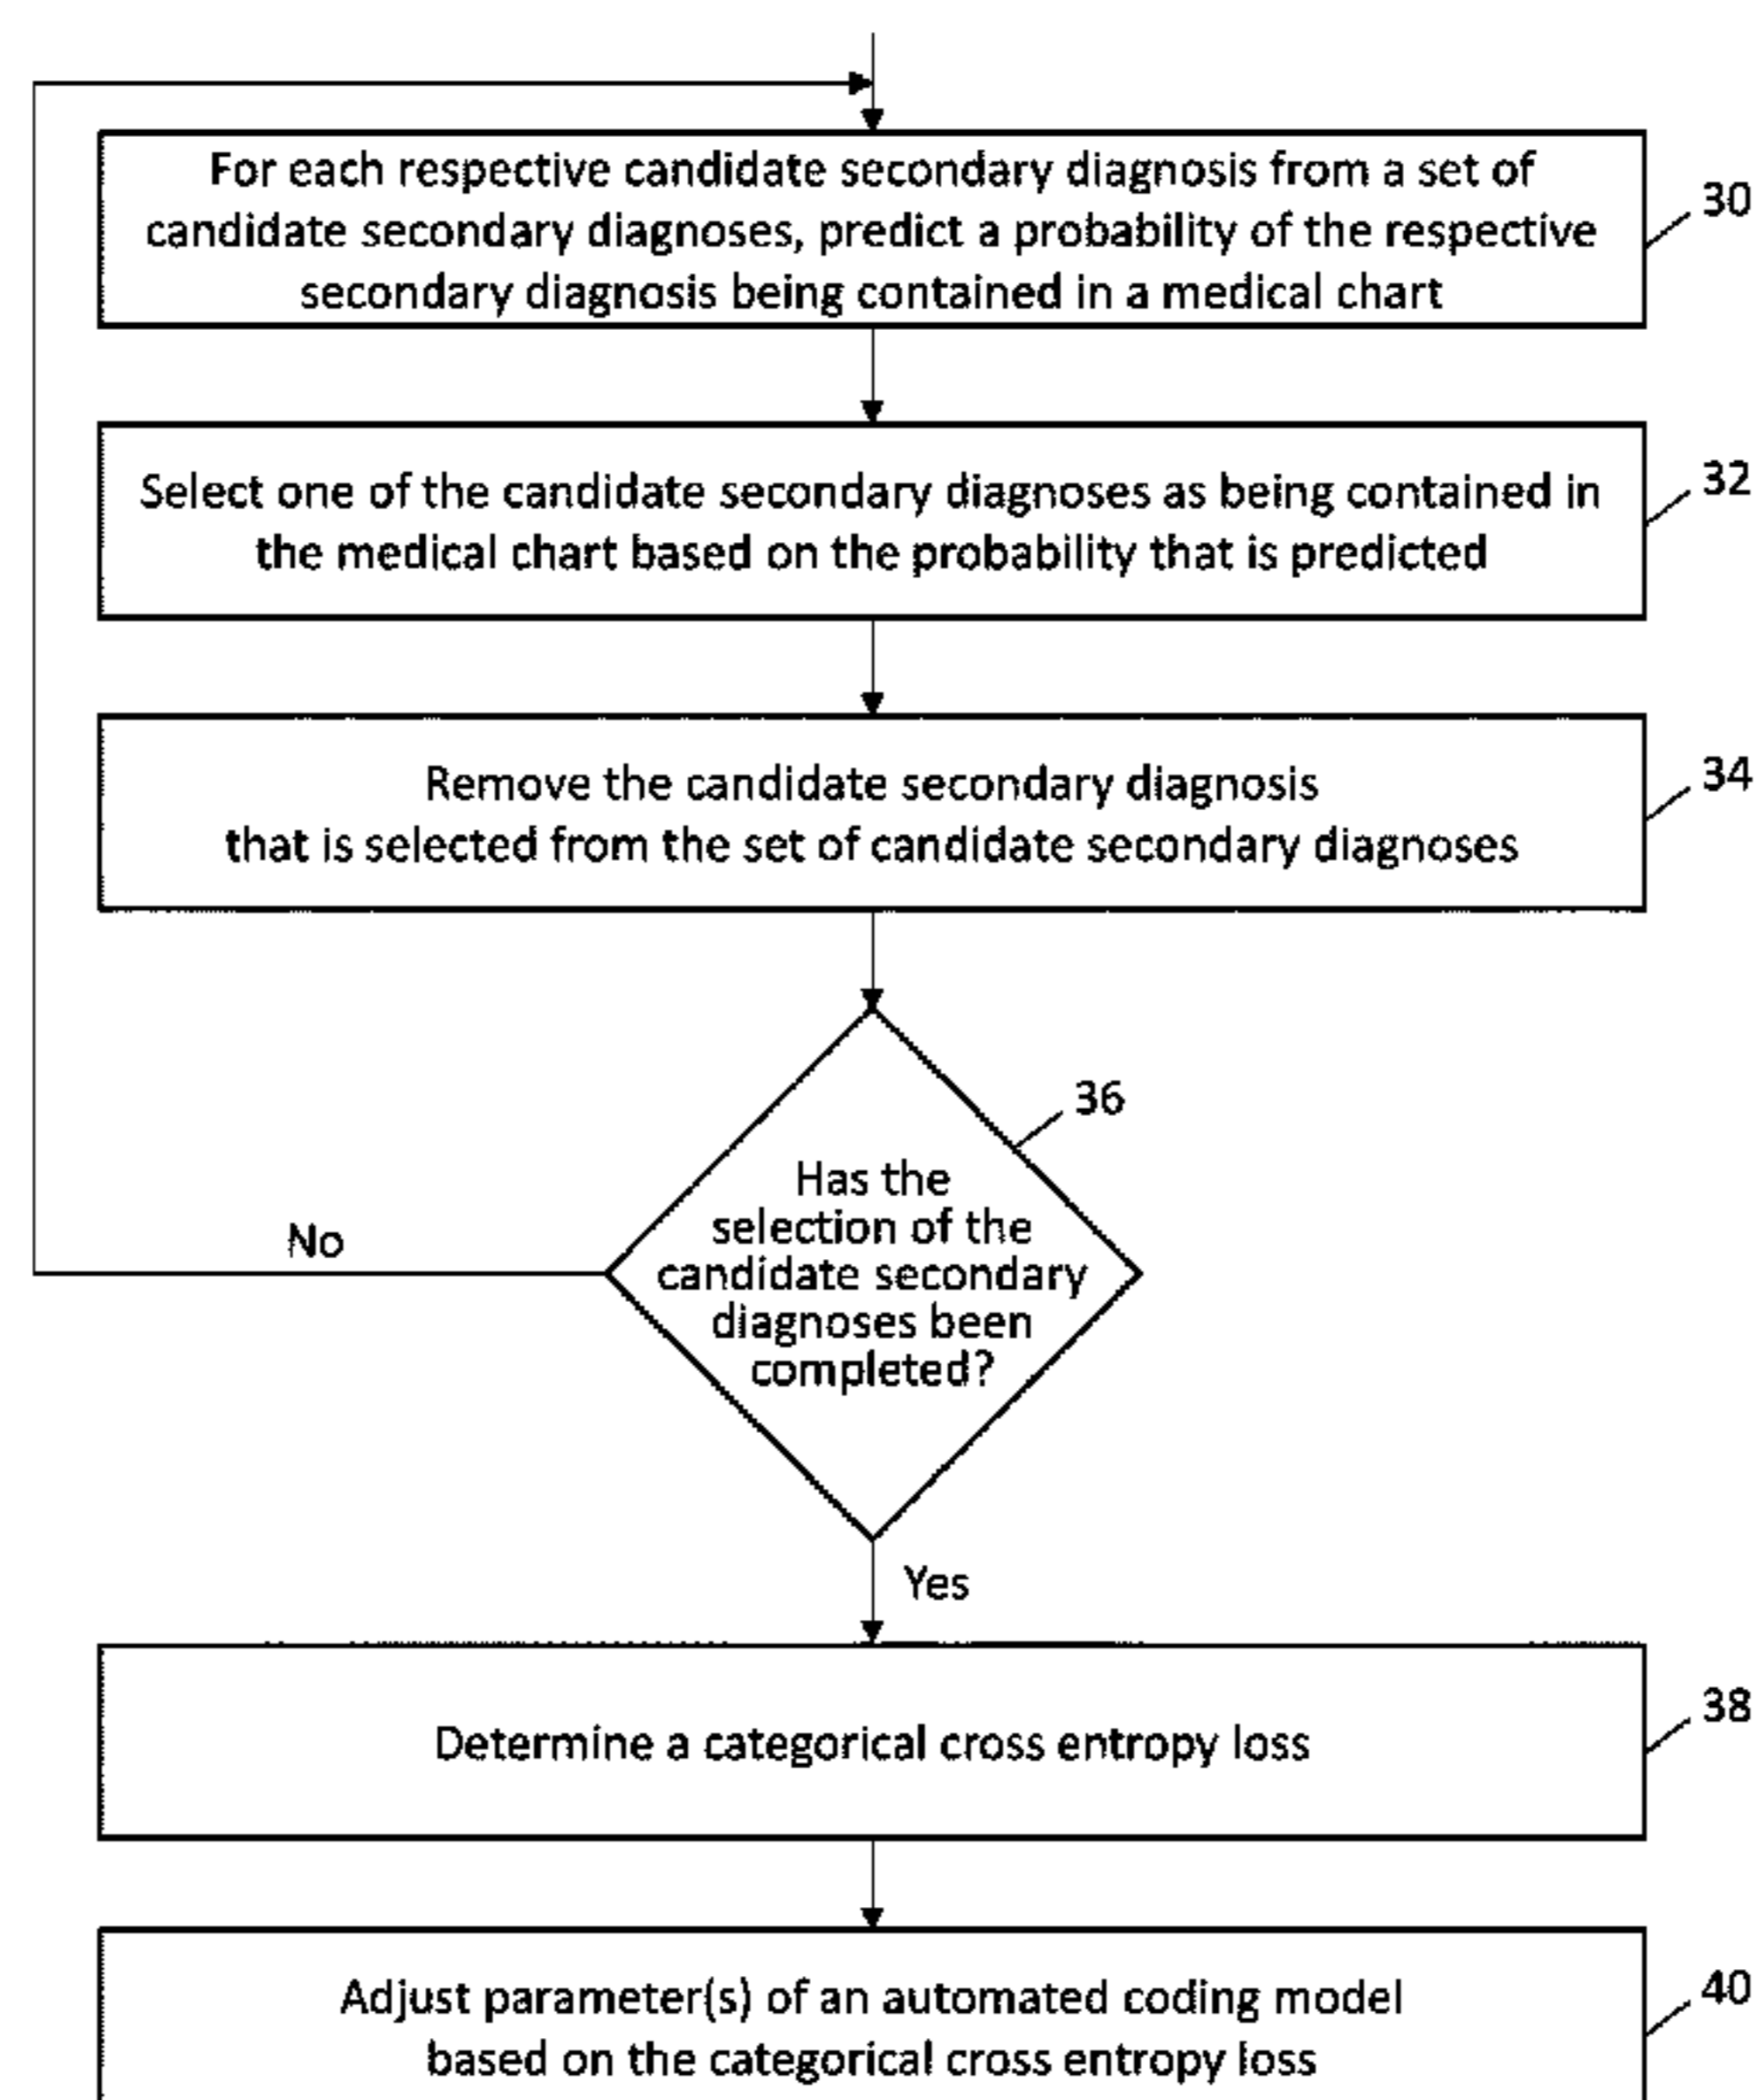 For each respective candidate secondary diagnosis from a set of
candidate secondary diagnoses, predict a probability of the respective
secondary diagnosis being contained in a medical chart
30
Select one of the candidate secondary diagnoses as being contained in
the medical chart based on the probability that is predicted
32
Remove the candidate secondary diagnosis
that is selected from the set of candidate secondary diagnoses
34
36
Has the
selection of the
candidate secondary
diagnoses been
completed?
No
Yes
Determine a categorical cross entropy loss
38
Adjust parameter(s) of an automated coding model
based on the categorical cross entropy loss
40